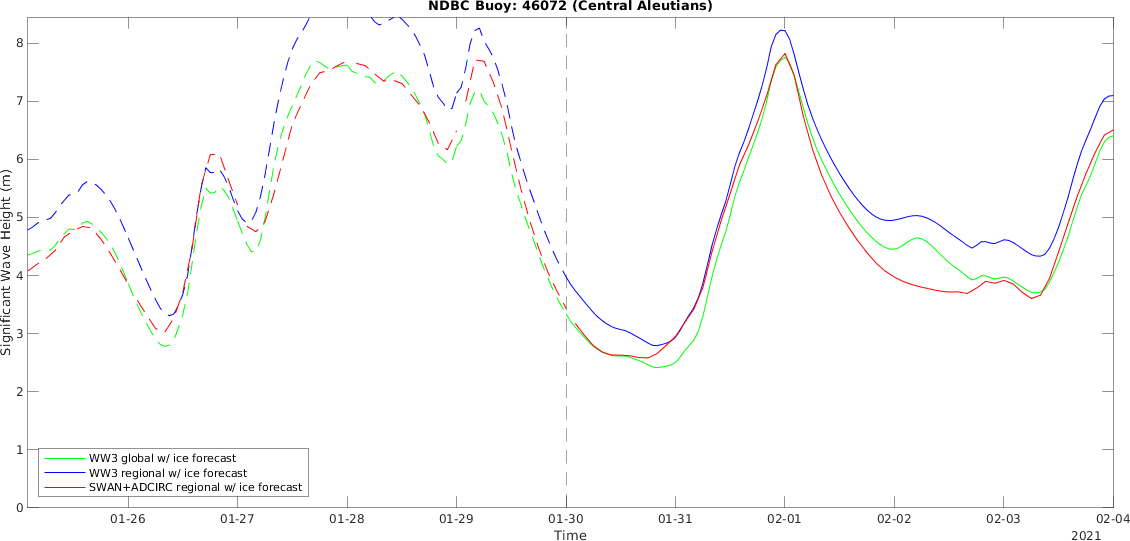 NDBC Buoy: 46072 (Central Aleutians)
Significant Wave Height (m)
8
7
6
5
4
3
2
1
0
WW3 global w/ ice forecast
WW3 regional w/ ice forecast
SWAN+ADCIRC regional w/ ice forecast
01-26 01-27 01-28 01-29 01-30 01-31 02-01 02-02 02-03 02-04
Time
2021